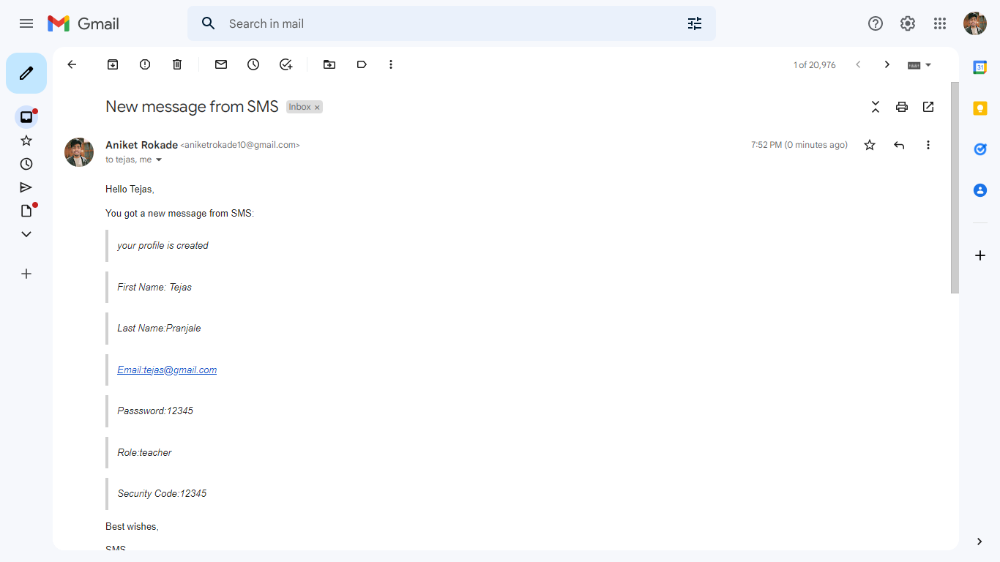 Gmail
Search in mail
1 of 20,976
31
New message from SMS
Inbox ×
Aniket Rokade <aniketrokade10@gmail.com>
7:52 PM (0 minutes ago)
to tejas, me
Hello Tejas,
You got a new message from SMS:
your profile is created
First Name: Tejas
Last Name:Pranjale
Email:tejas@gmail.com
Passsword:12345
Role:teacher
Security Code:12345
Best wishes,
SMS